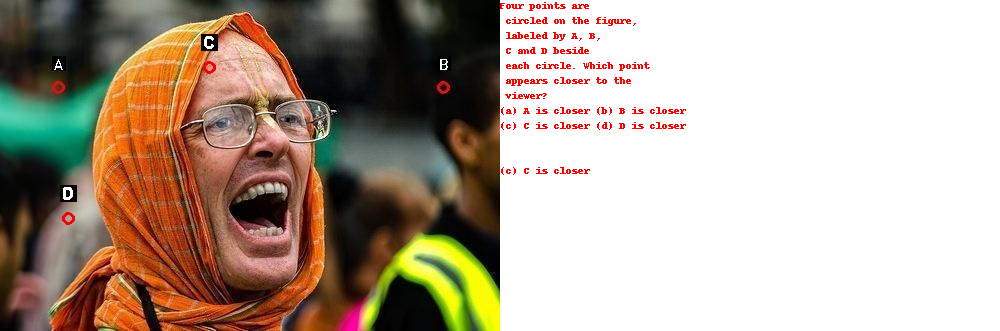 A
B
C
D
Four points are
circled on the figure,
labeled by A, B,
C and D beside
each circle. Which point
appears closer to the
viewer?
(a) A is closer (b) B is closer
(c) C is closer (d) D is closer
(c) C is closer